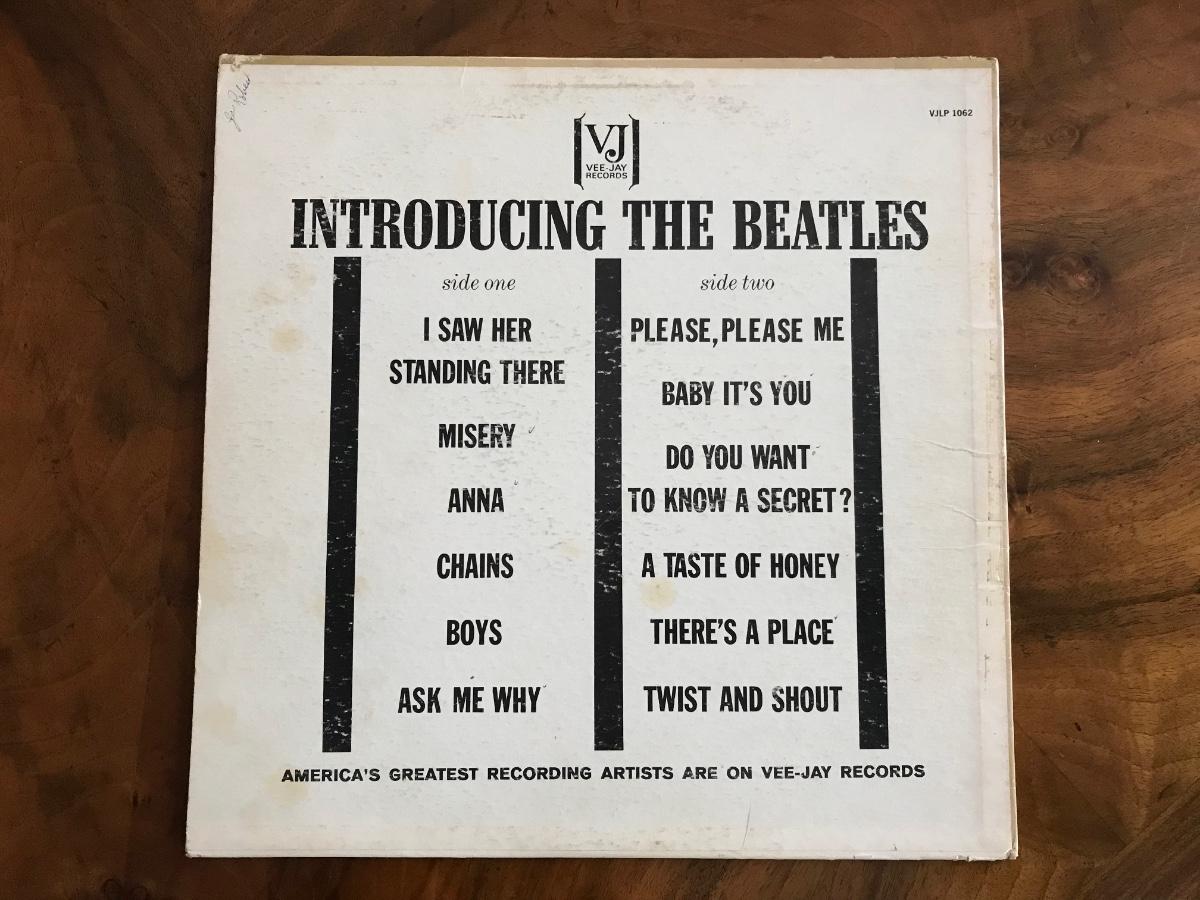 VJLP 1062
VJ
VEE-JAY
RECORDS
INTRODUCING THE BEATLES
side one
I SAW HER
STANDING THERE
MISERY
ANNA
CHAINS
BOYS
ASK ME WHY
side two
PLEASE, PLEASE ME
BABY IT'S YOU
DO YOU WANT
TO KNOW A SECRET?
A TASTE OF HONEY
THERE'S A PLACE
TWIST AND SHOUT
AMERICA'S GREATEST RECORDING ARTISTS ARE ON VEE-JAY RECORDS